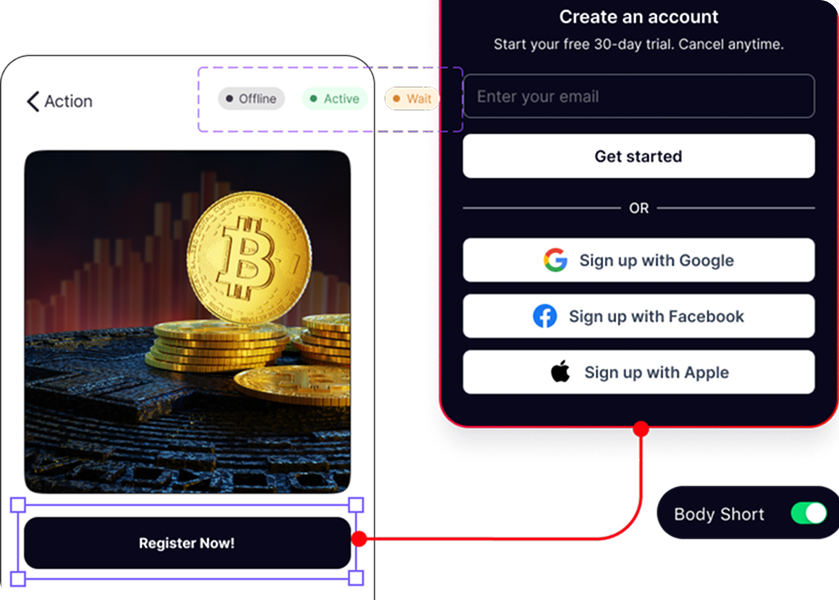 Create an account
Start your free 30-day trial. Cancel anytime.
Action
Offline
Active
Wait
Enter your email
Get started
OR
Sign up with Google
Sign up with Facebook
Sign up with Apple
Body Short
Register Now!